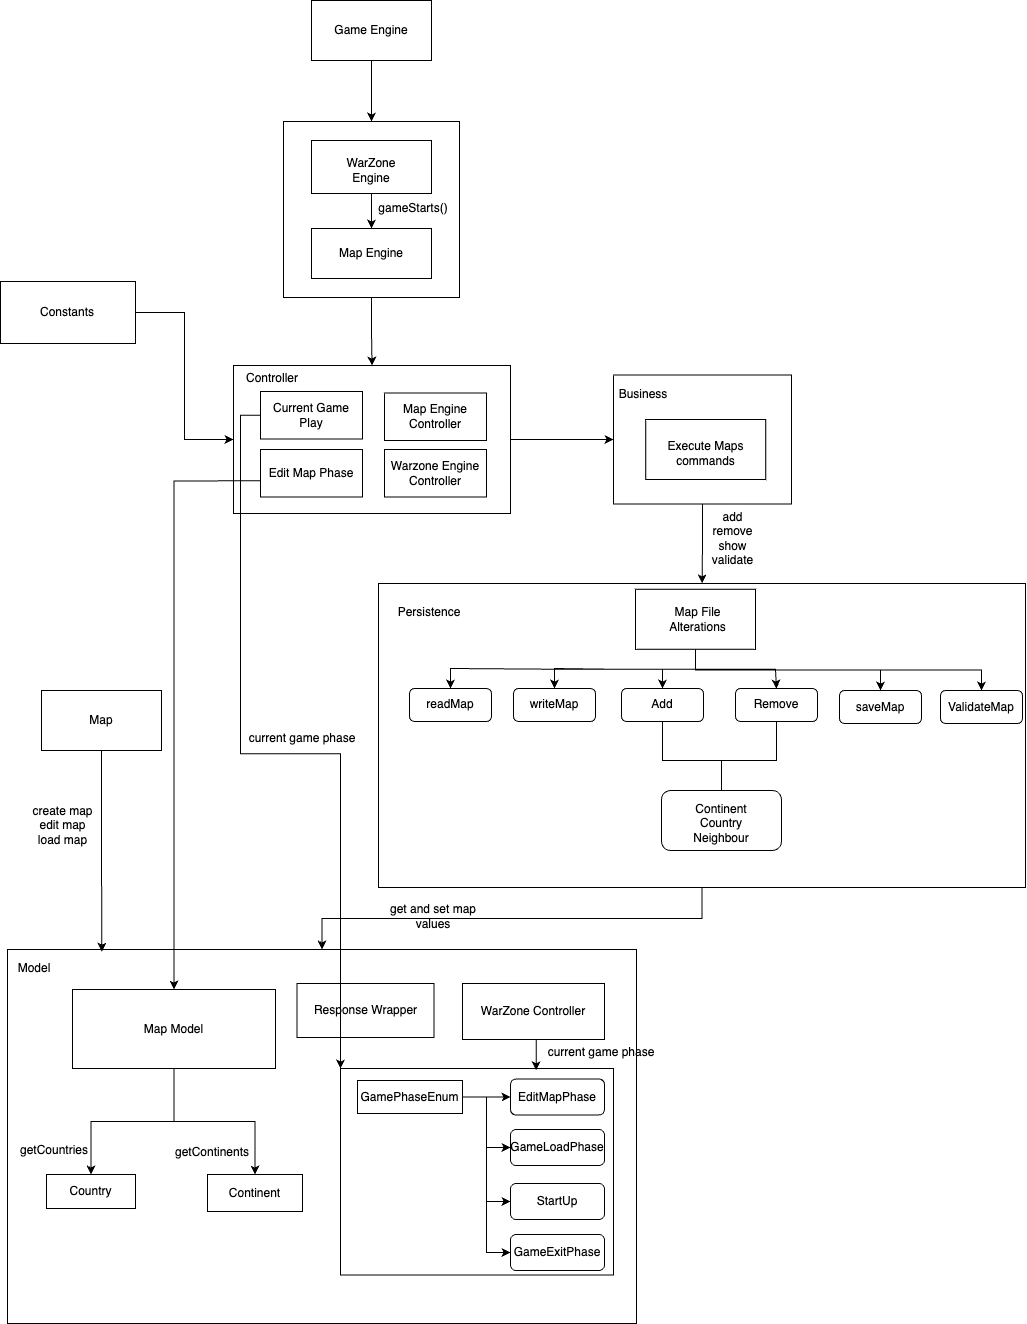 Game Engine
WarZone
Engine
gameStarts()
Map Engine
Constants
Controller
Current Game
Play
Map Engine
Controller
Edit Map Phase
Warzone Engine
Controller
Business
Execute Maps
commands
add
remove
show
validate
Persistence
Map File
Alterations
readMap
writeMap
Add
Remove
saveMap
ValidateMap
Continent
Country
Neighbour
Map
current game phase
create map
edit map
load map
get and set map
values
Model
Map Model
Response Wrapper
WarZone Controller
current game phase
GamePhaseEnum
EditMapPhase
GameLoadPhase
StartUp
GameExitPhase
getCountries
getContinents
Country
Continent